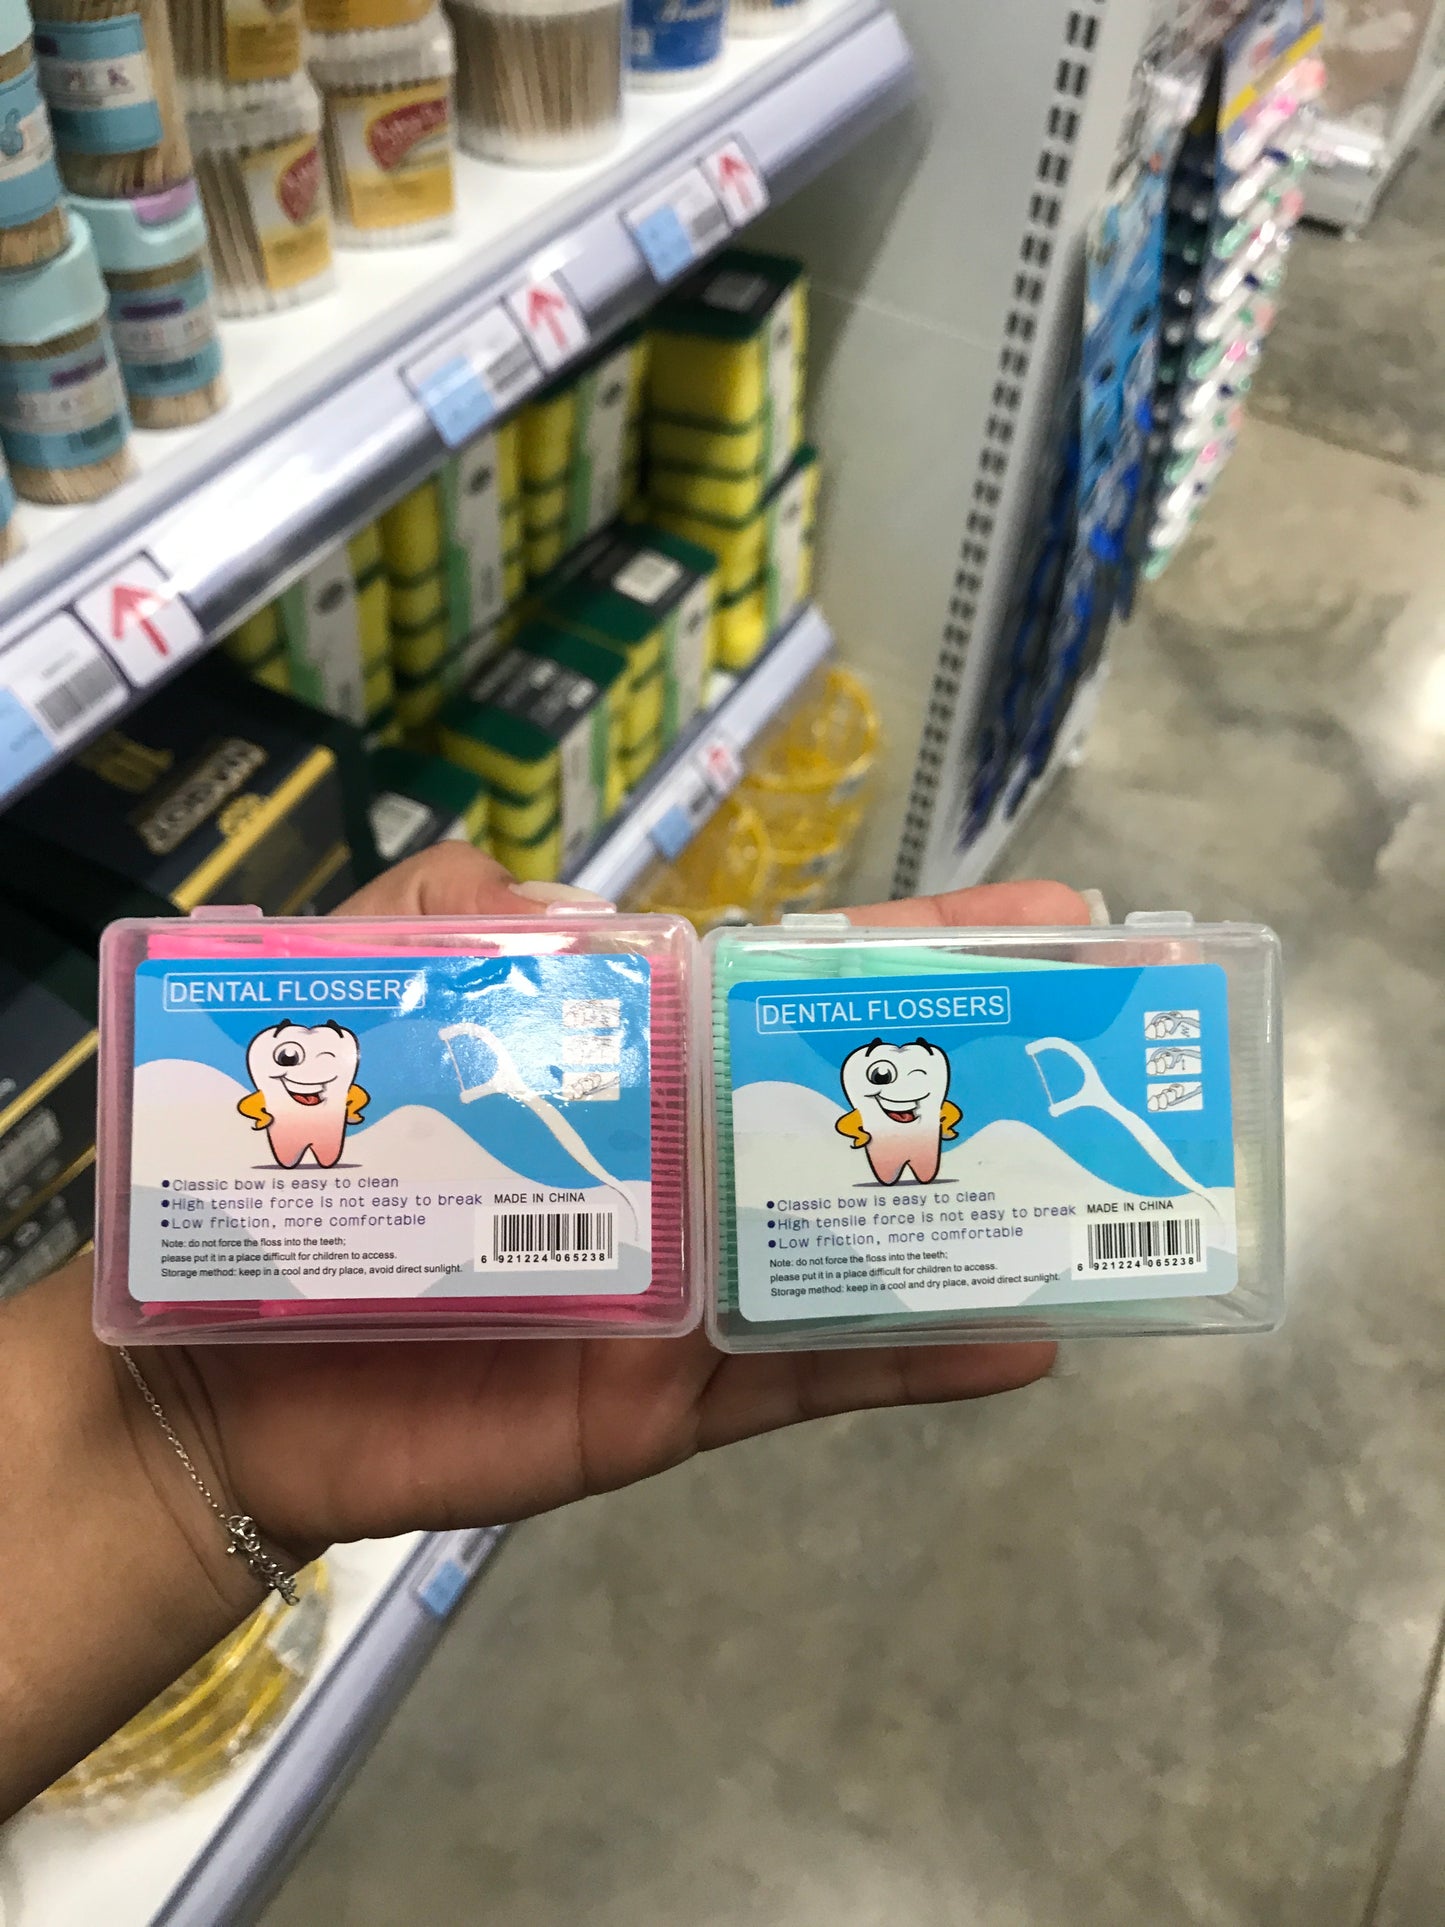 DENTAL FLOSSERS
●Classic bow is easy to clean
●High tensile force is not easy to break
●Low friction, more comfortable
MADE IN CHINA
Note: do not force the floss into the teeth;
please put it in a place difficult for children to access.
Storage method: keep in a cool and dry place, avoid direct sunlight.
6 921224 065238
DENTAL FLOSSERS
●Classic bow is easy to clean
●High tensile force is not easy to break
●Low friction, more comfortable
MADE IN CHINA
Note: do not force the floss into the teeth;
please put it in a place difficult for children to access.
Storage method: keep in a cool and dry place, avoid direct sunlight.
6 921224 065238